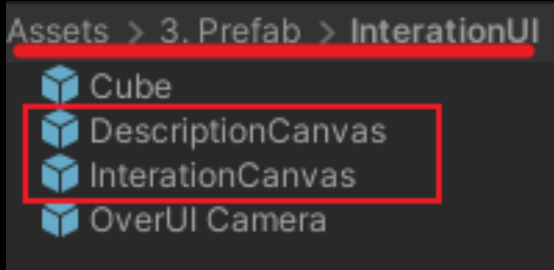 Assets > 3. Prefab > InterationUI
Cube
DescriptionCanvas
InterationCanvas
OverUI Camera